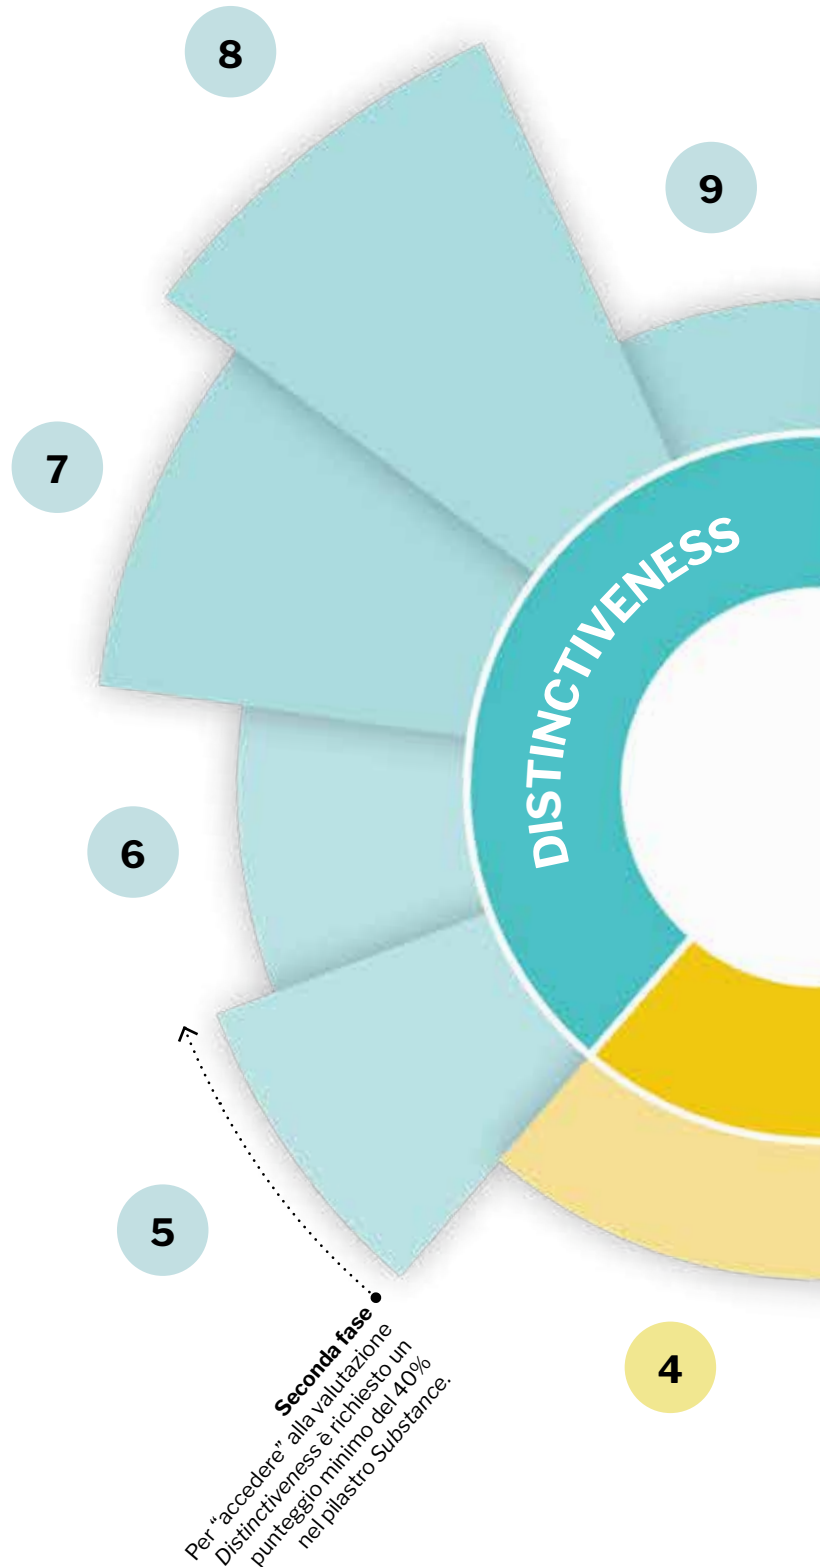 8
9
7
DISTINCTIVENESS
6
5
4
Seconda fase
Per “accedere” alla valutazione
Distinctiveness è richiesto un
punteggio minimo del 40%
nel pilastro Substance.